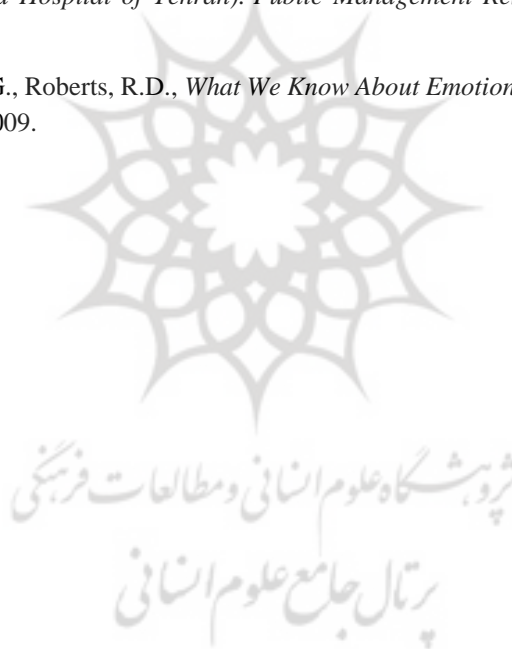 Hospital of Tehran). Public Management Re
., Roberts, R.D., What We Know About Emotion
009.
پژوهشگاه علوم انسانی و مطالعات فرهنگی
پرتال جامع علوم انسانی